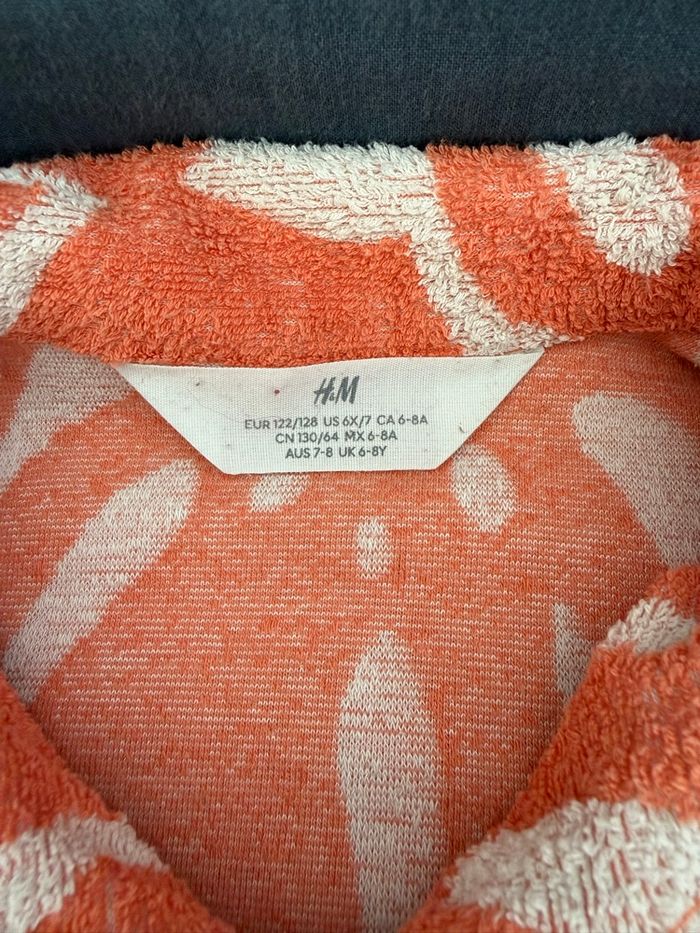 H&M
EUR 122/128 US 6X/7 CA 6-8A
CN 130/64 MX 6-8A
AUS 7-8 UK 6-8Y